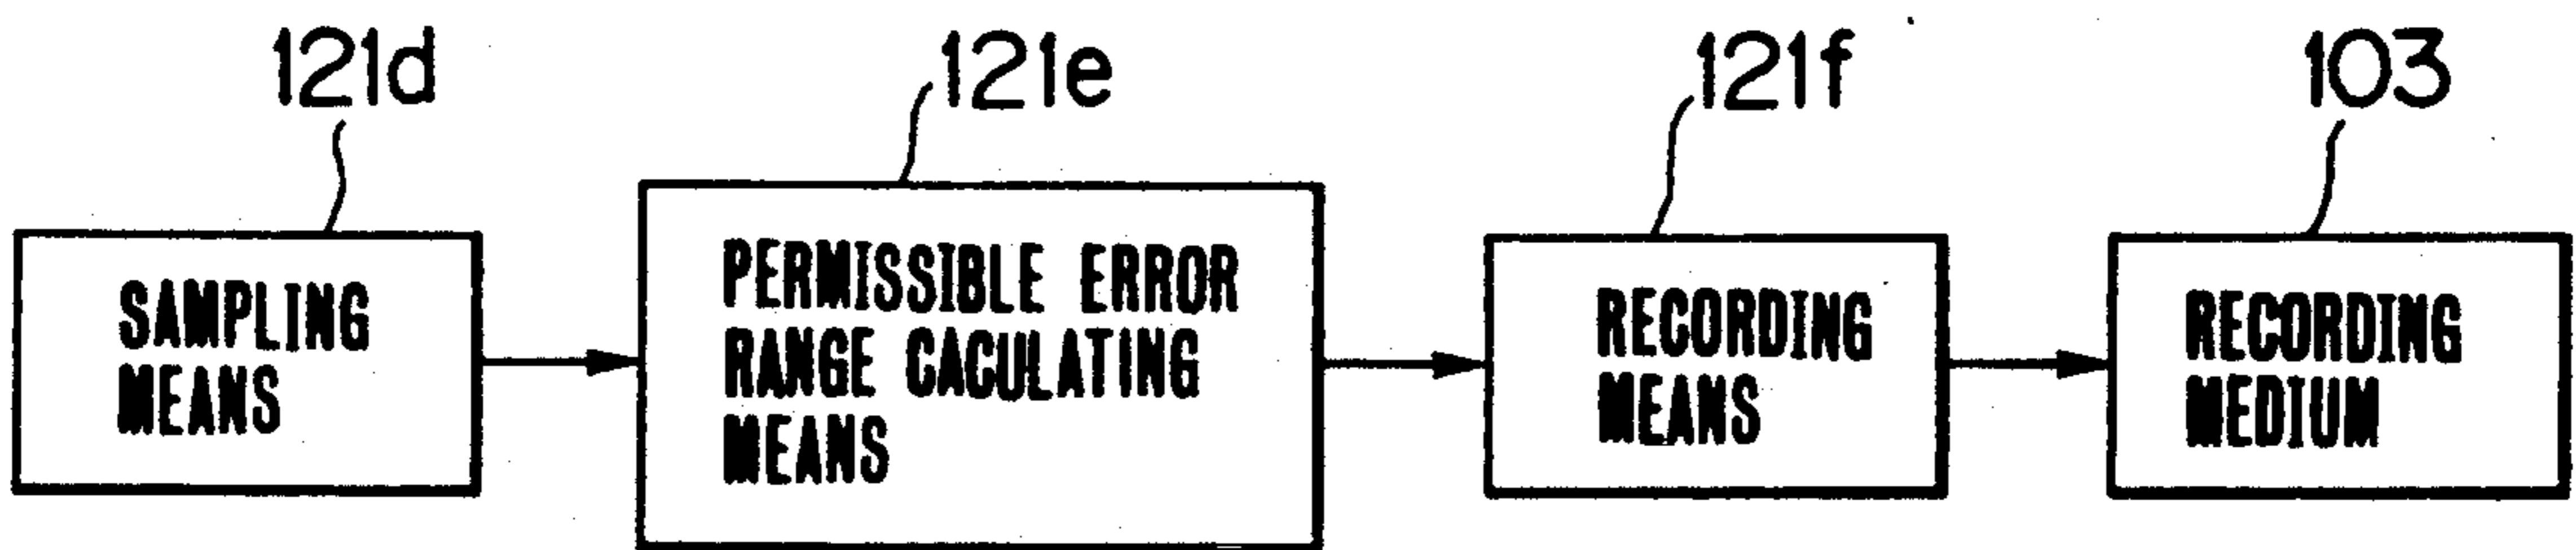 121d
121e
121f
103
SAMPLING
MEANS
PERMISSIBLE ERROR
RANGE CACULATING
MEANS
RECORDING
MEANS
RECORDING
MEDIUM